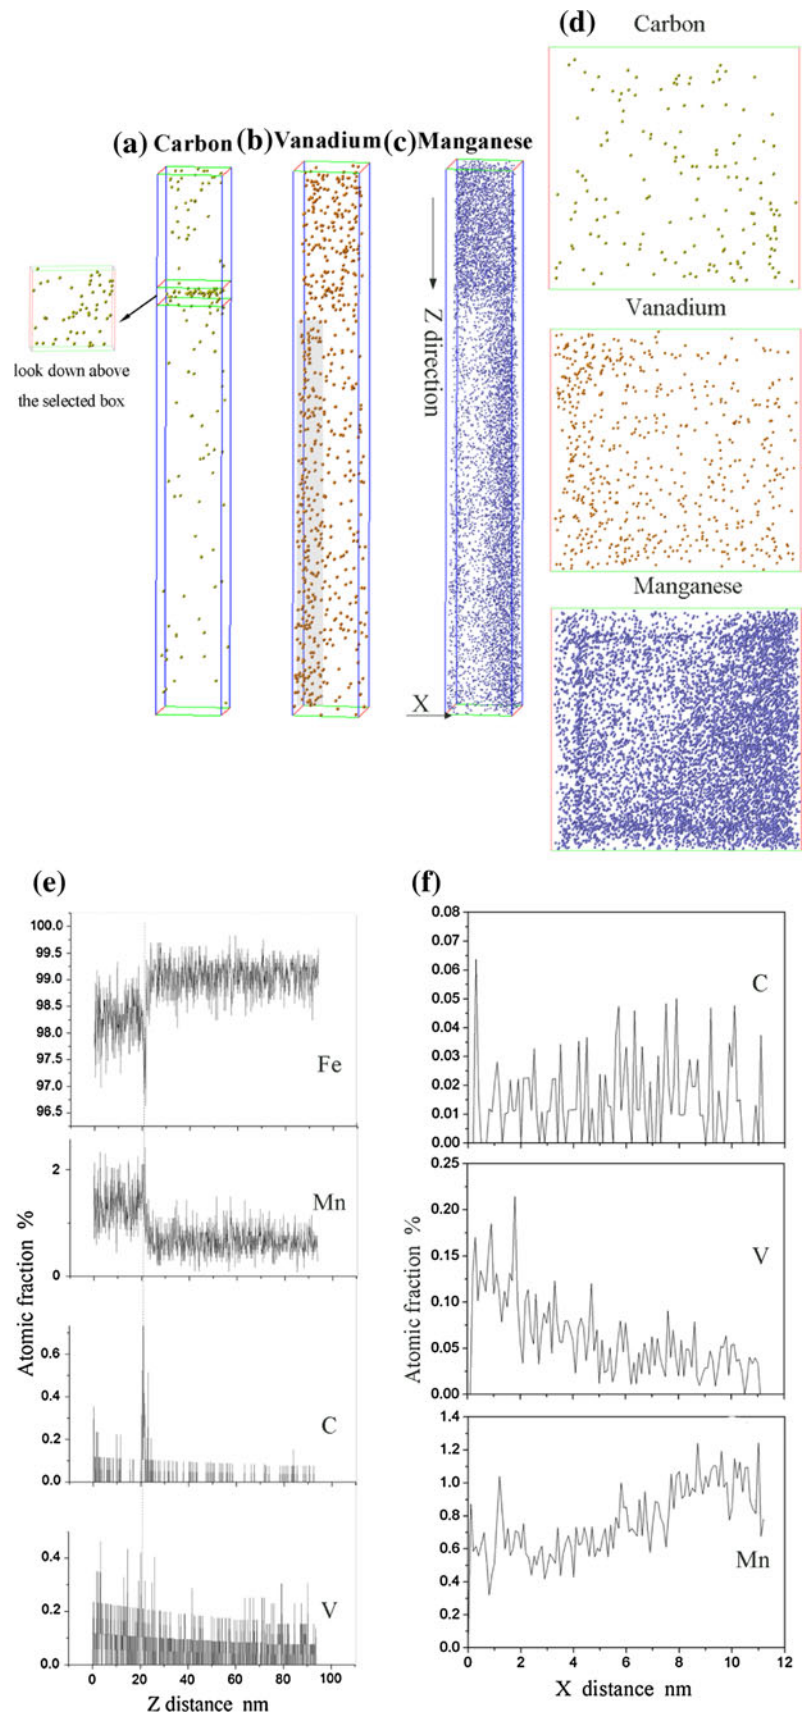 (d) Carbon
(a) Carbon (b) Vanadium (c) Manganese
Z direction
look down above
the selected box
X
Vanadium
Manganese
(e)
100.0
99.5
99.0
98.5
98.0
97.5
97.0
96.5
Fe
2
0
Mn
0.6
0.4
0.2
0.0
C
0.4
0.2
0.0
V
0 20 40 60 80 100
Z distance nm
Atomic fraction %
(f)
0.08
0.07
0.06
0.05
0.04
0.03
0.02
0.01
0.00
C
0.25
0.20
0.15
0.10
0.05
0.00
V
1.4
1.2
1.0
0.8
0.6
0.4
0.2
0.0
Mn
0 2 4 6 8 10 12
X distance nm
Atomic fraction %